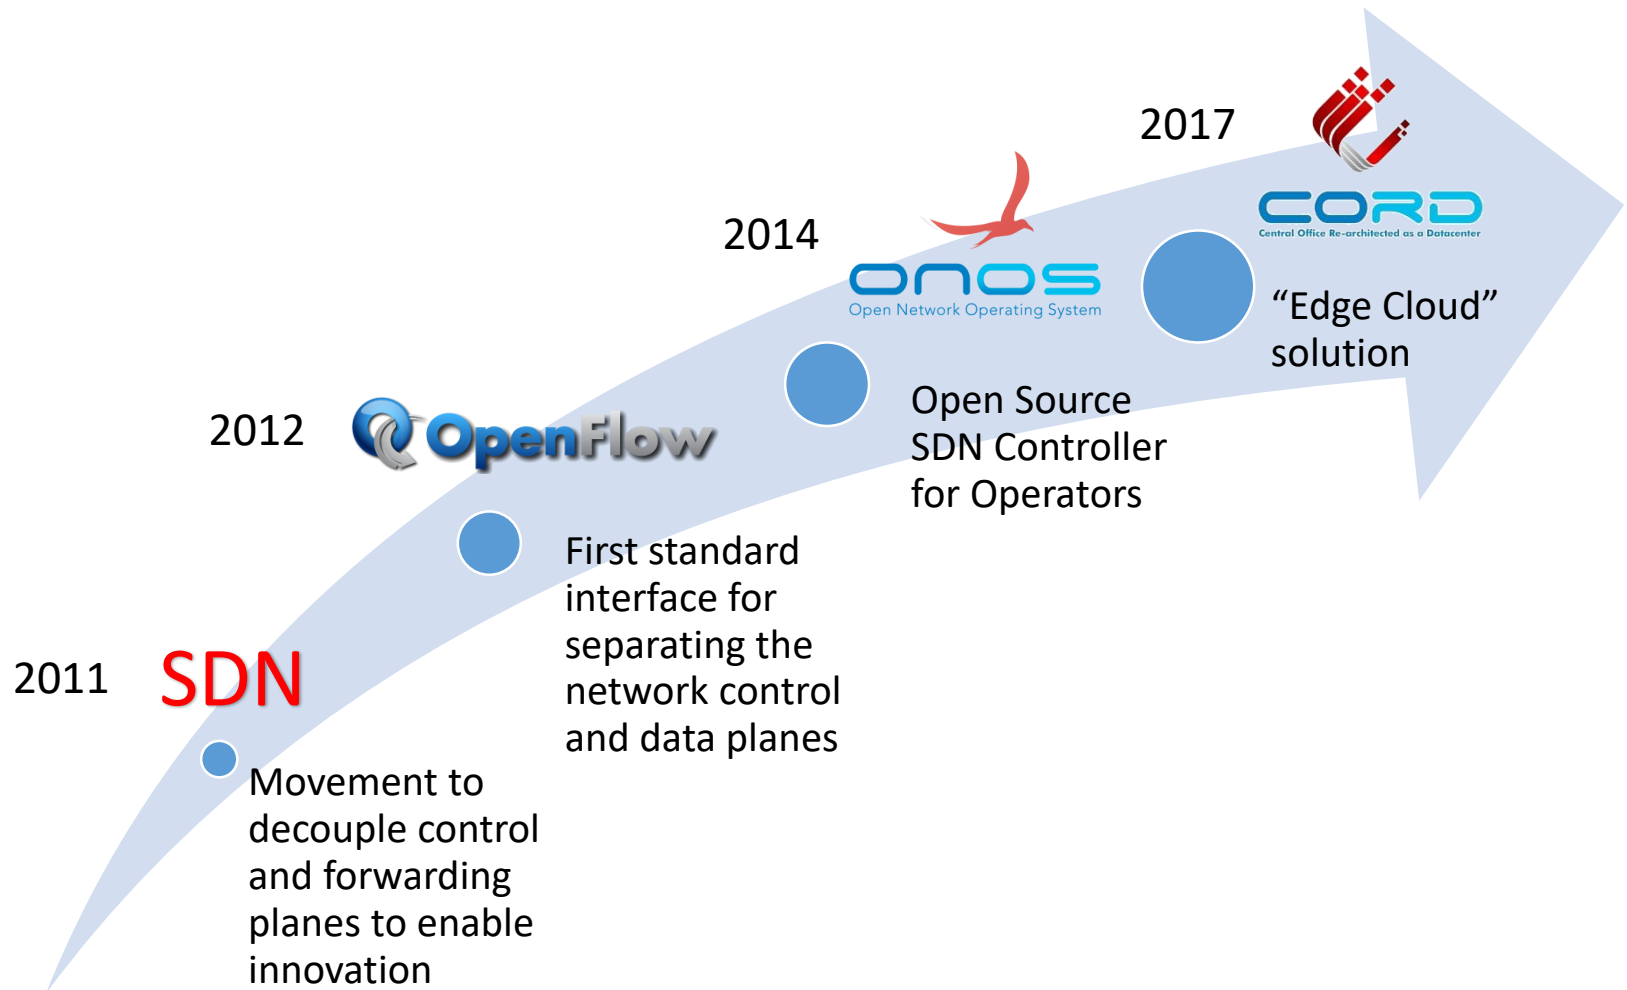 2011
SDN
Movement to
decouple control
and forwarding
planes to enable
innovation
2012
OpenFlow
First standard
interface for
separating the
network control
and data planes
2014
onos
Open Network Operating System
Open Source
SDN Controller
for Operators
2017
CORD
Central Office Re-architected as a Datacenter
“Edge Cloud”
solution